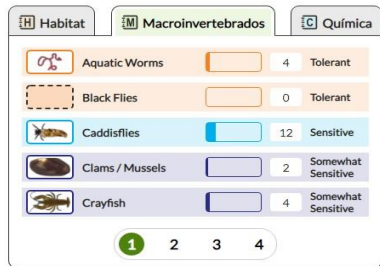 H Habitat
M Macroinvertebrados
C Química
Aquatic Worms 4 Tolerant
Black Flies 0 Tolerant
Caddisflies 12 Sensitive
Clams / Mussels 2 Somewhat
Sensitive
Crayfish 4 Somewhat
Sensitive
1 2 3 4